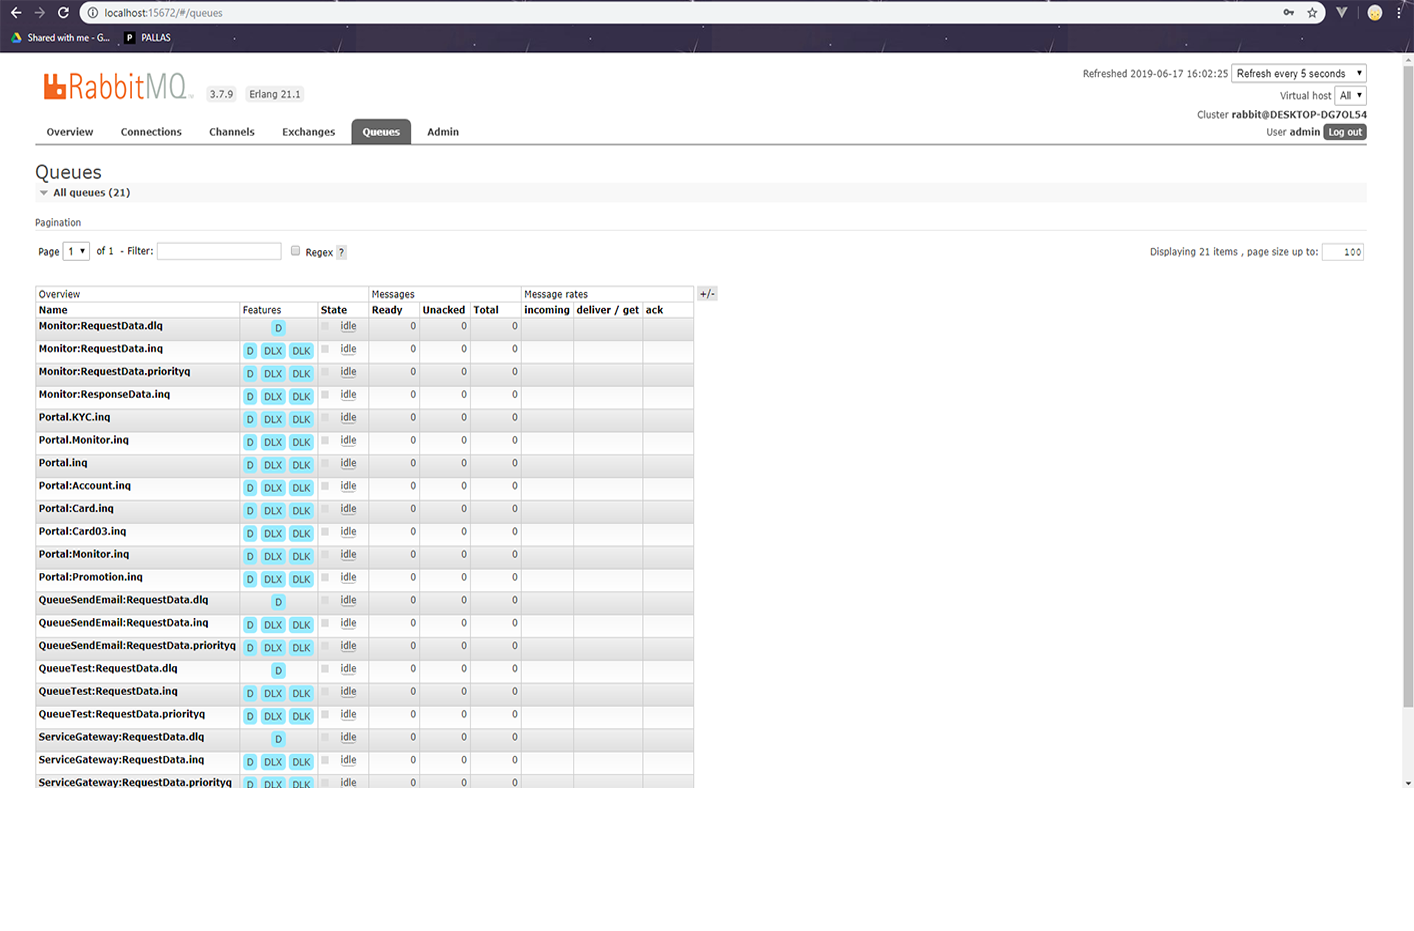 localhost:15672/#/queues
Shared with me - G... P PALLAS
RabbitMQ 3.7.9 Erlang 21.1
Refreshed 2019-06-17 16:02:25 Refresh every 5 seconds
Virtual host All
Cluster rabbit@DESKTOP-DG7OL54
User admin Log out
Overview Connections Channels Exchanges Queues Admin
Queues
All queues (21)
Pagination
Page 1 of 1 - Filter: Regex ? Displaying 21 items , page size up to: 100
Overview Messages Message rates +/-
Name Features State Ready Unacked Total incoming deliver / get ack
Monitor:RequestData.dlq D idle 0 0 0
Monitor:RequestData.inq D DLX DLK idle 0 0 0
Monitor:RequestData.priorityq D DLX DLK idle 0 0 0
Monitor:ResponseData.inq D DLX DLK idle 0 0 0
Portal.KYC.inq D DLX DLK idle 0 0 0
Portal.Monitor.inq D DLX DLK idle 0 0 0
Portal.inq D DLX DLK idle 0 0 0
Portal:Account.inq D DLX DLK idle 0 0 0
Portal:Card.inq D DLX DLK idle 0 0 0
Portal:Card03.inq D DLX DLK idle 0 0 0
Portal:Monitor.inq D DLX DLK idle 0 0 0
Portal:Promotion.inq D DLX DLK idle 0 0 0
QueueSendEmail:RequestData.dlq D idle 0 0 0
QueueSendEmail:RequestData.inq D DLX DLK idle 0 0 0
QueueSendEmail:RequestData.priorityq D DLX DLK idle 0 0 0
QueueTest:RequestData.dlq D idle 0 0 0
QueueTest:RequestData.inq D DLX DLK idle 0 0 0
QueueTest:RequestData.priorityq D DLX DLK idle 0 0 0
ServiceGateway:RequestData.dlq D idle 0 0 0
ServiceGateway:RequestData.inq D DLX DLK idle 0 0 0
ServiceGateway:RequestData.priorityq D DLX DLK idle 0 0 0